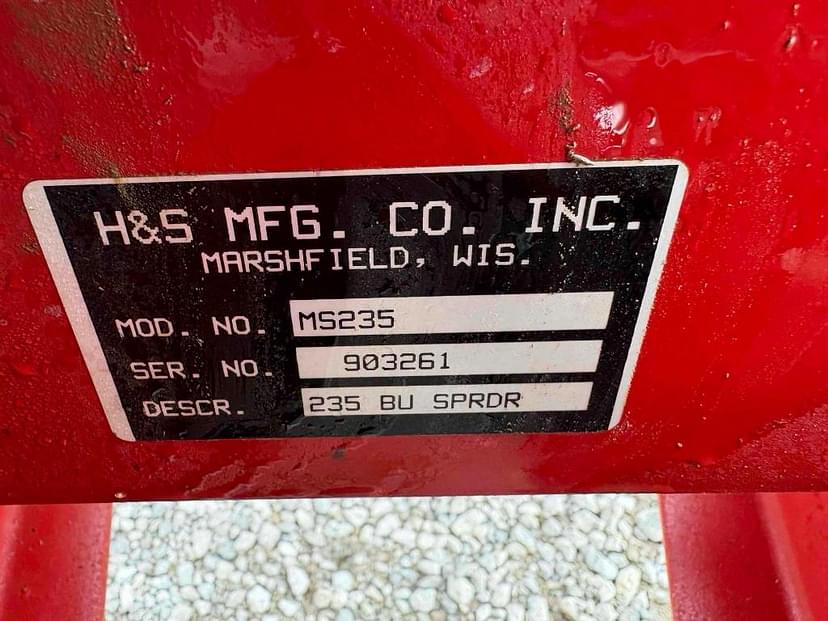 H&S MFG. CO. INC.
MARSHFIELD, WIS.
MOD. NO. MS235
SER. NO. 903261
DESCR. 235 BU SPRDR